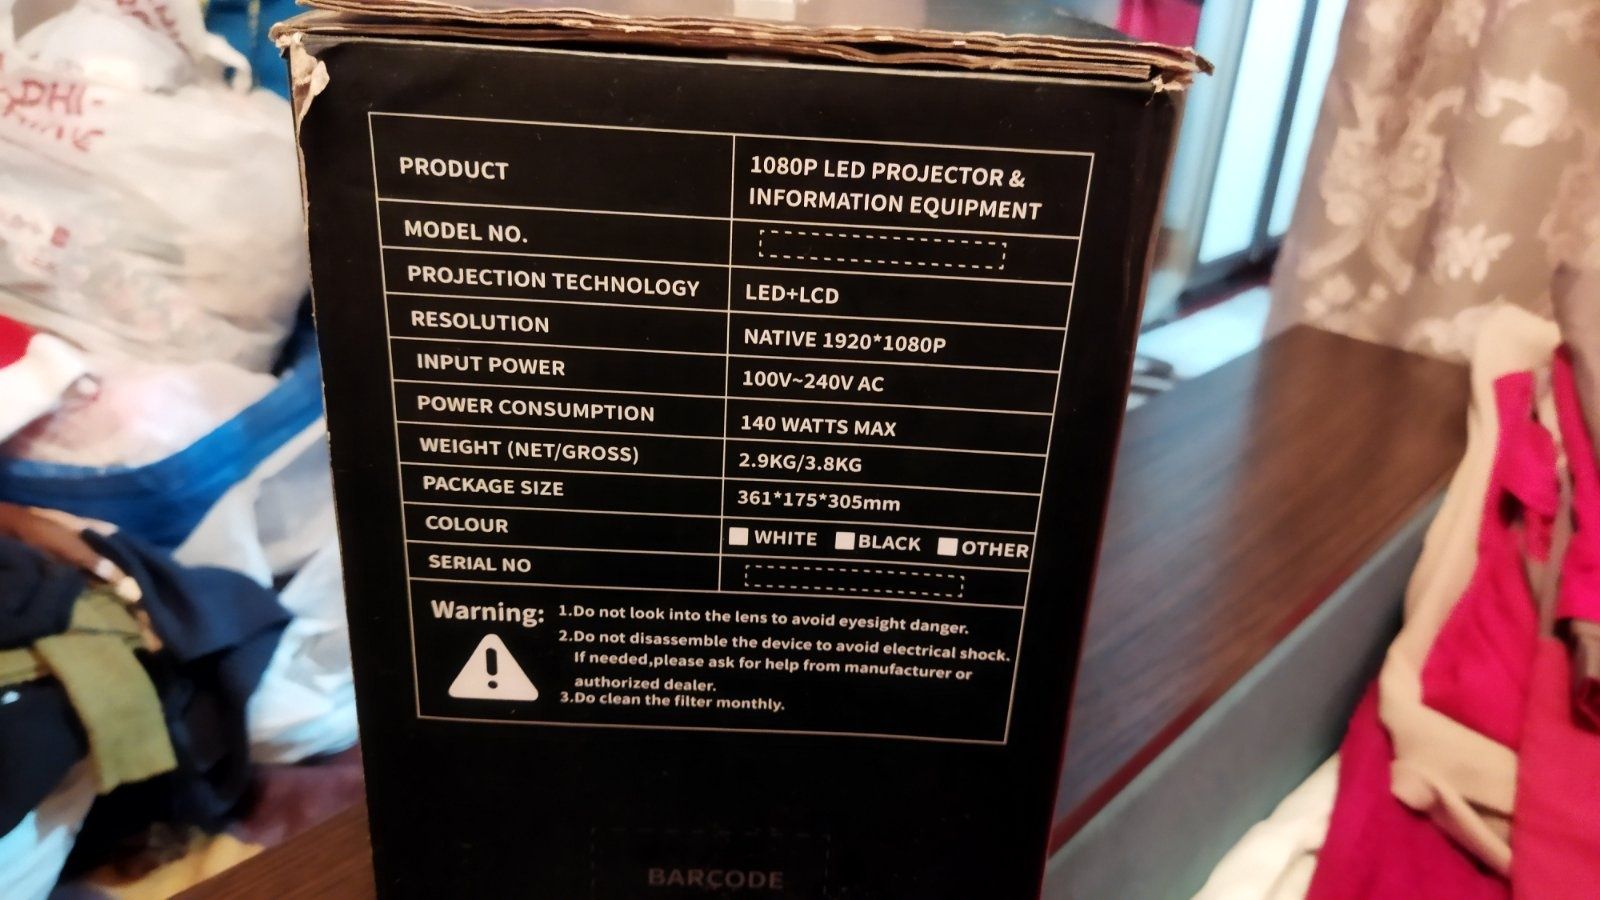 PRODUCT
1080P LED PROJECTOR &
INFORMATION EQUIPMENT
MODEL NO.
PROJECTION TECHNOLOGY
LED+LCD
RESOLUTION
NATIVE 1920*1080P
INPUT POWER
100V~240V AC
POWER CONSUMPTION
140 WATTS MAX
WEIGHT (NET/GROSS)
2.9KG/3.8KG
PACKAGE SIZE
361*175*305mm
COLOUR
WHITE BLACK OTHER
SERIAL NO
Warning: 1.Do not look into the lens to avoid eyesight danger.
2.Do not disassemble the device to avoid electrical shock.
If needed,please ask for help from manufacturer or
authorized dealer.
3.Do clean the filter monthly.
BARCODE